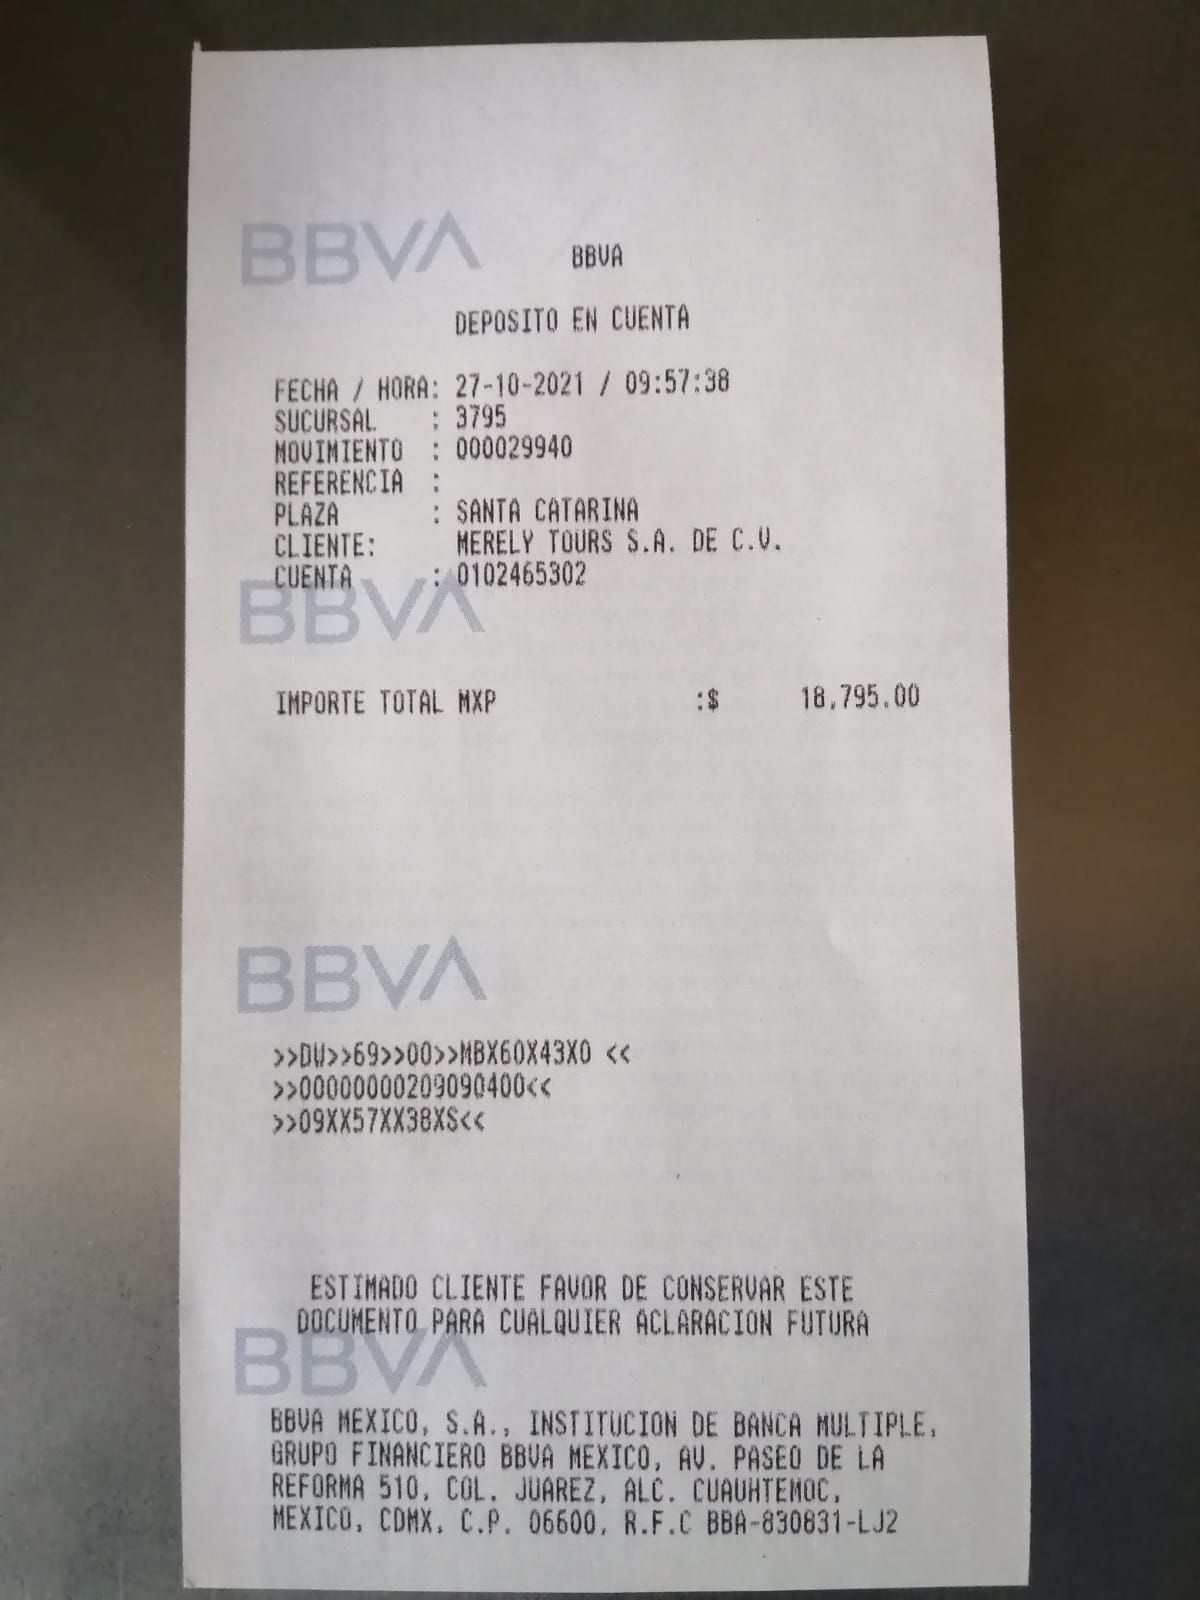 BBVA
BBVA
DEPOSITO EN CUENTA
FECHA / HORA: 27-10-2021 / 09:57:38
SUCURSAL : 3795
MOVIMIENTO : 000029940
REFERENCIA :
PLAZA : SANTA CATARINA
CLIENTE: MERELY TOURS S.A. DE C.V.
CUENTA : 0102465302
BBVA
IMPORTE TOTAL MXP :$ 18,795.00
BBVA
>>DW>>69>>00>>MBX60X43X0 <<
>>00000000209090400<<
>>09XX57XX38XS<<
ESTIMADO CLIENTE FAVOR DE CONSERVAR ESTE
DOCUMENTO PARA CUALQUIER ACLARACION FUTURA
BBVA
BBVA MEXICO, S.A., INSTITUCION DE BANCA MULTIPLE,
GRUPO FINANCIERO BBVA MEXICO, AV. PASEO DE LA
REFORMA 510, COL. JUAREZ, ALC. CUAUHTEMOC,
MEXICO, CDMX, C.P. 06600, R.F.C BBA-830831-LJ2